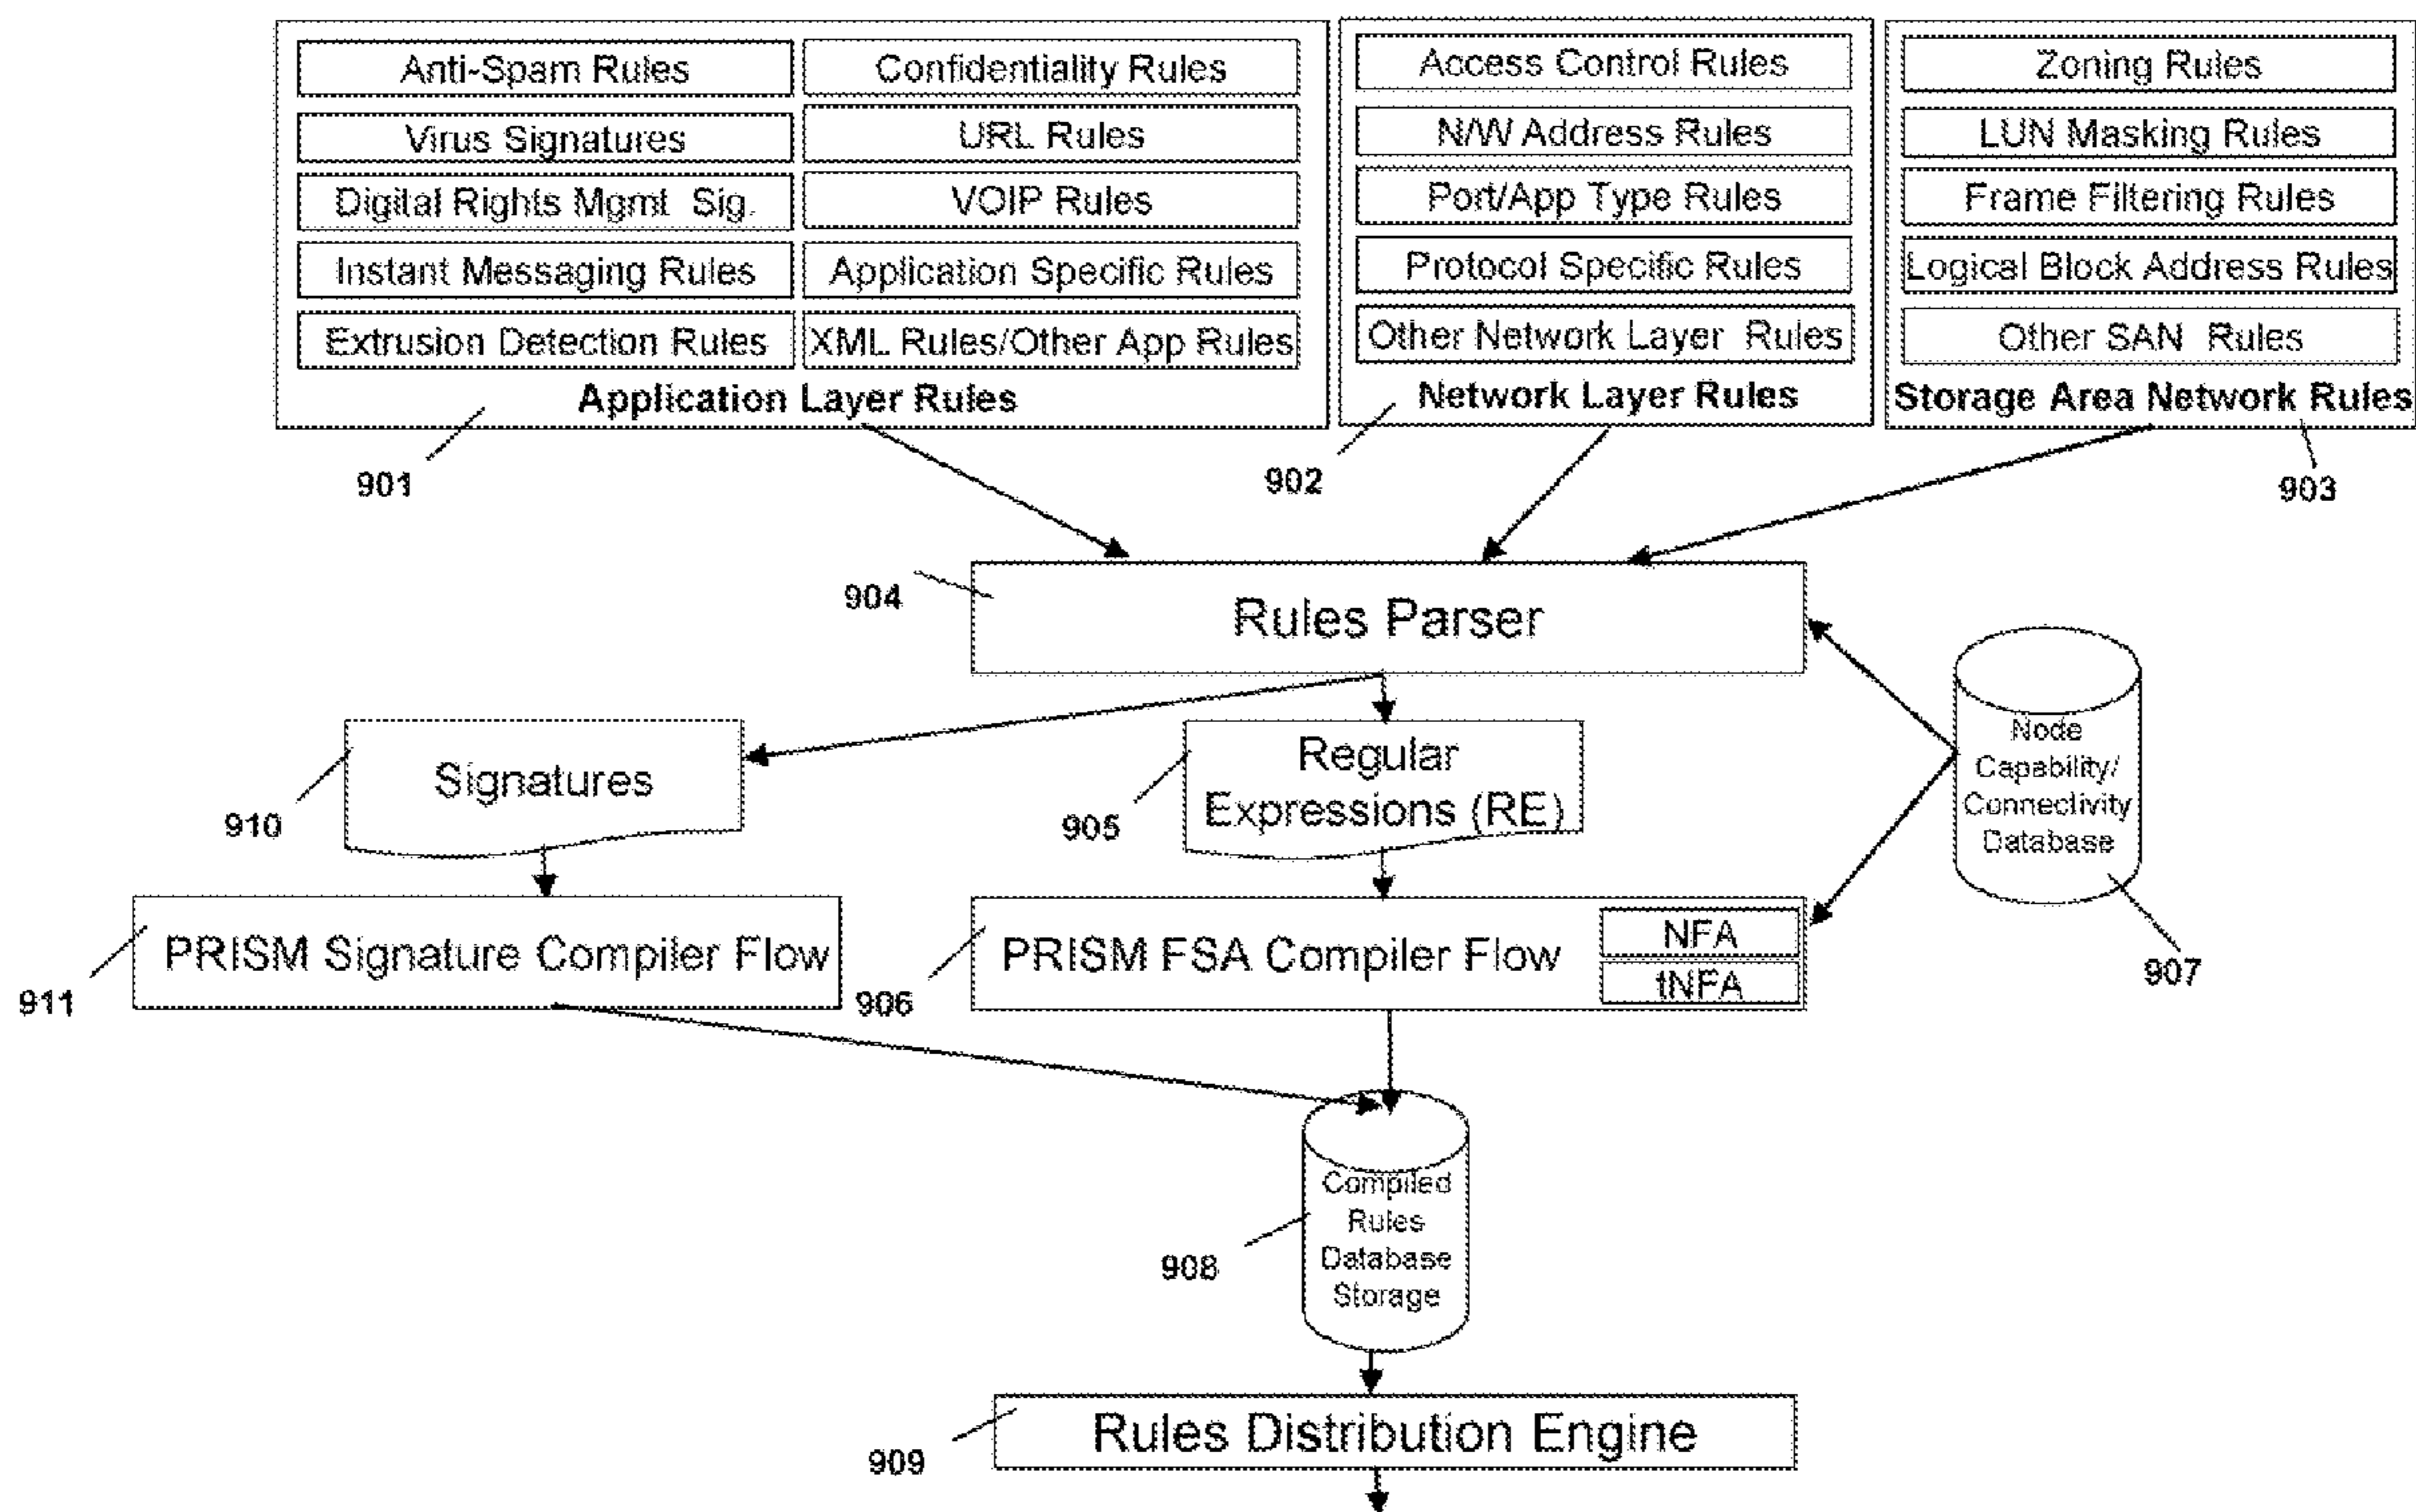 Anti-Spam Rules
Confidentiality Rules
Virus Signatures
URL Rules
Digital Rights Mgmt Sig.
VOIP Rules
Instant Messaging Rules
Application Specific Rules
Extrusion Detection Rules
XML Rules/Other App Rules
Application Layer Rules
Access Control Rules
N/W Address Rules
Port/App Type Rules
Protocol Specific Rules
Other Network Layer Rules
Network Layer Rules
Zoning Rules
LUN Masking Rules
Frame Filtering Rules
Logical Block Address Rules
Other SAN Rules
Storage Area Network Rules
901
902
903
904
Rules Parser
910
Signatures
905
Regular
Expressions (RE)
Node
Capability/
Connectivity
Database
907
911
PRISM Signature Compiler Flow
906
PRISM FSA Compiler Flow
NFA
tNFA
908
Compiled
Rules
Database
Storage
909
Rules Distribution Engine